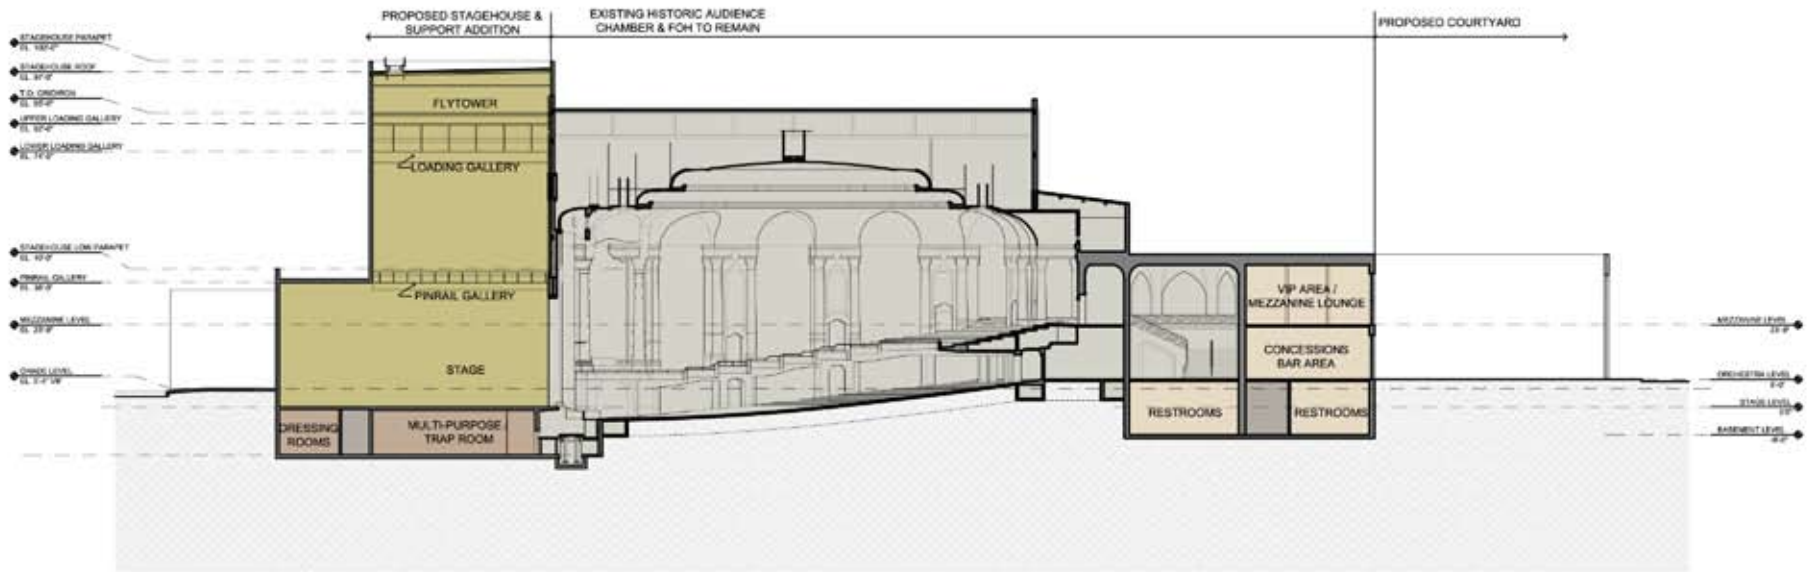 PROPOSED STAGEHOUSE &
SUPPORT ADDITION
EXISTING HISTORIC AUDIENCE
CHAMBER & FOH TO REMAIN
PROPOSED COURTYARD
STAGEHOUSE PARAPET
STAGEHOUSE ROOF
T.O. GRIDIRON
UPPER LOADING GALLERY
LOWER LOADING GALLERY
STAGEHOUSE LOW PARAPET
PINRAIL GALLERY
MEZZANINE LEVEL
GRADE LEVEL
FLYTOWER
LOADING GALLERY
PINRAIL GALLERY
STAGE
DRESSING
ROOMS
MULTI-PURPOSE /
TRAP ROOM
VIP AREA /
MEZZANINE LOUNGE
CONCESSIONS
BAR AREA
RESTROOMS
RESTROOMS
MEZZANINE LEVEL
ORCHESTRA LEVEL
STAGE LEVEL
BASEMENT LEVEL